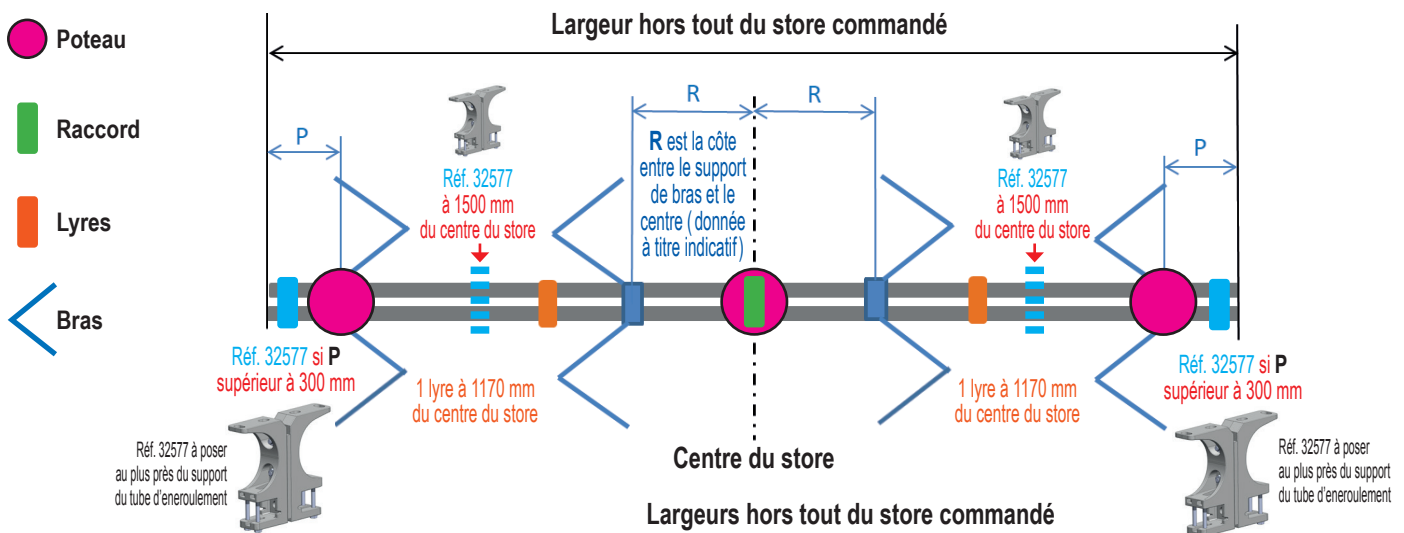 Largeur hors tout du store commandé
Poteau
Raccord
Lyres
Bras
P
R
R
P
Réf. 32577
à 1500 mm
du centre du store
R est la côte
entre le support
de bras et le
centre ( donnée
à titre indicatif )
Réf. 32577
à 1500 mm
du centre du store
Réf. 32577 si P
supérieur à 300 mm
1 lyre à 1170 mm
du centre du store
1 lyre à 1170 mm
du centre du store
Réf. 32577 si P
supérieur à 300 mm
Réf. 32577 à poser
au plus près du support
du tube d'eneroulement
Centre du store
Réf. 32577 à poser
au plus près du support
du tube d'eneroulement
Largeurs hors tout du store commandé